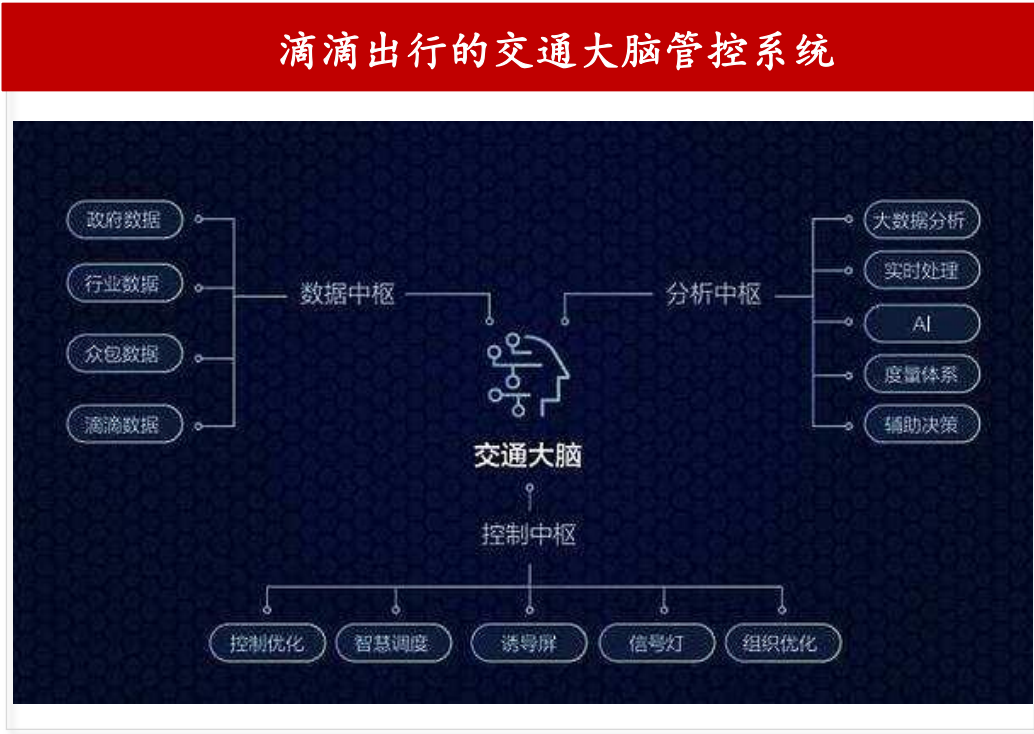 滴滴出行的交通大脑管控系统
政府数据
行业数据
众包数据
滴滴数据
数据中枢
分析中枢
大数据分析
实时处理
AI
度量体系
辅助决策
交通大脑
控制中枢
控制优化
智慧调度
诱导屏
信号灯
组织优化